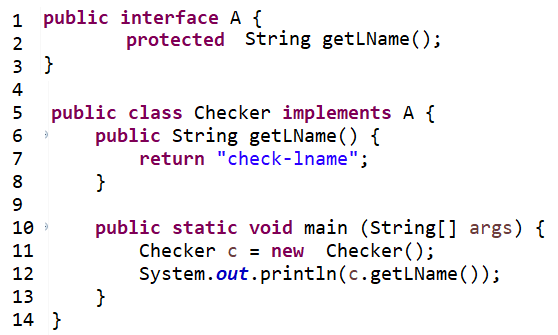 1 public interface A {
2 protected String getLName();
3 }
4
5 public class Checker implements A {
6 public String getLName() {
7 return "check-lname";
8 }
9
10 public static void main (String[] args) {
11 Checker c = new Checker();
12 System.out.println(c.getLName());
13 }
14 }